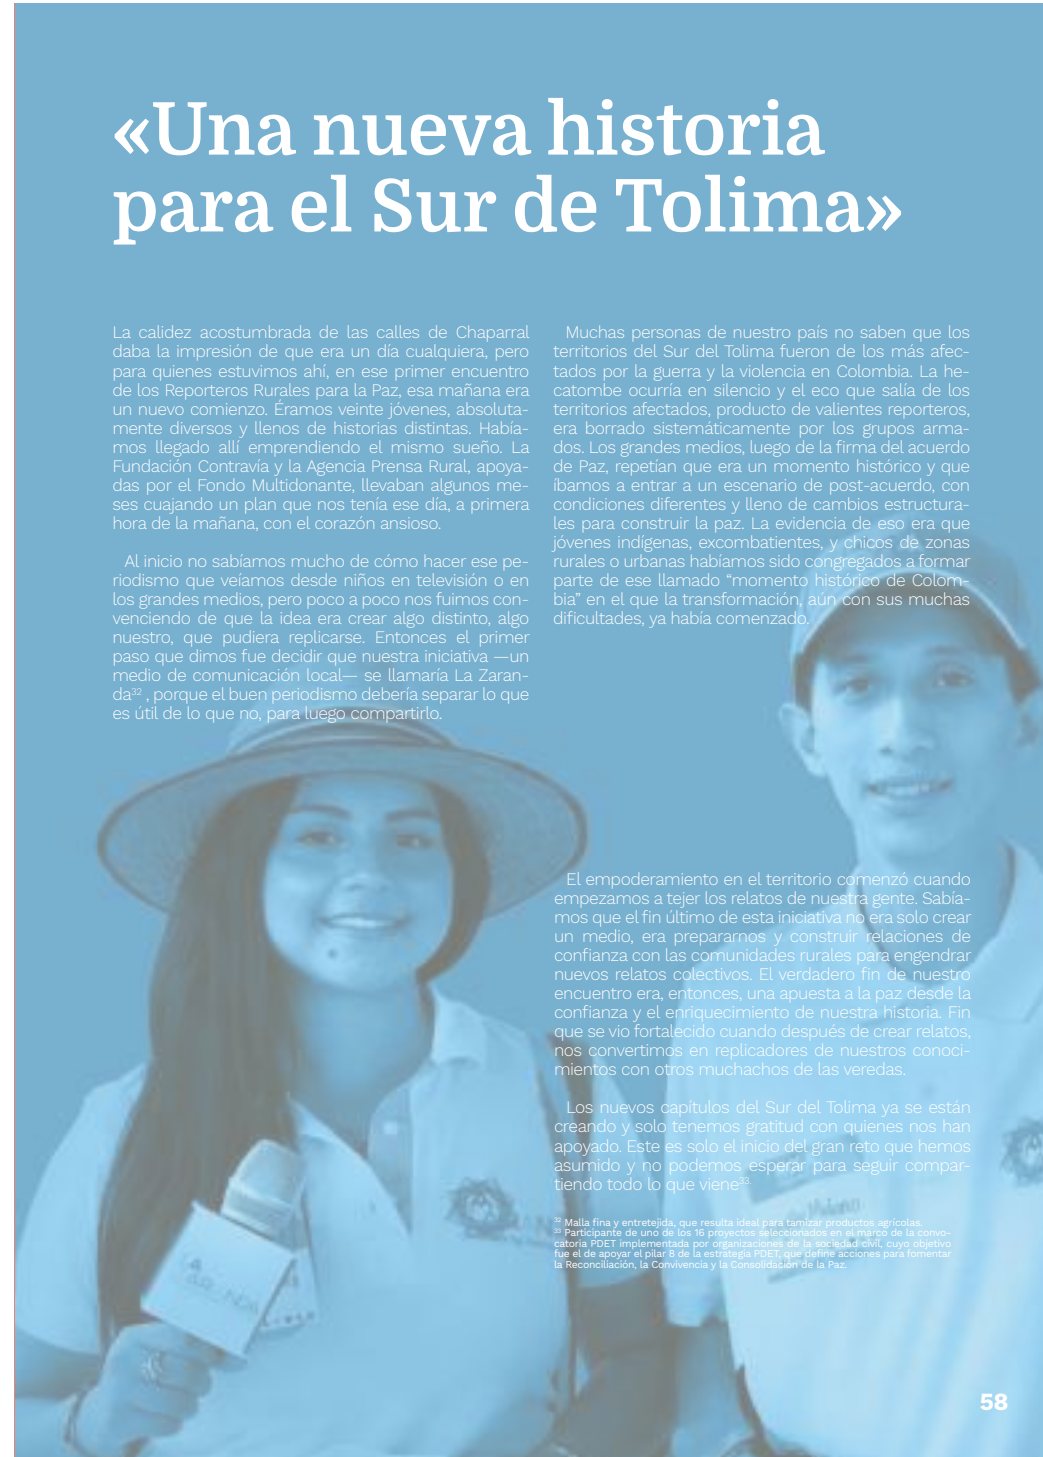 «Una nueva historia
para el Sur de Tolima»
La calidez acostumbrada de las calles de Chaparral
daba la impresión de que era un día cualquiera, pero
para quienes estuvimos ahí, en ese primer encuentro
de los Reporteros Rurales para la Paz, esa mañana era
un nuevo comienzo. Éramos veinte jóvenes, absoluta-
mente diversos y llenos de historias distintas. Había-
mos llegado allí emprendiendo el mismo sueño. La
Fundación Contravía y la Agencia Prensa Rural, apoya-
das por el Fondo Multidonante, llevaban algunos me-
ses cuajando un plan que nos tenía ese día, a primera
hora de la mañana, con el corazón ansioso.
Al inicio no sabíamos mucho de cómo hacer ese pe-
riodismo que veíamos desde niños en televisión o en
los grandes medios, pero poco a poco nos fuimos con-
venciendo de que la idea era crear algo distinto, algo
nuestro, que pudiera replicarse. Entonces el primer
paso que dimos fue decidir que nuestra iniciativa —un
medio de comunicación local— se llamaría La Zaran-
da³² , porque el buen periodismo debería separar lo que
es útil de lo que no, para luego compartirlo.
Muchas personas de nuestro país no saben que los
territorios del Sur del Tolima fueron de los más afec-
tados por la guerra y la violencia en Colombia. La he-
catombe ocurría en silencio y el eco que salía de los
territorios afectados, producto de valientes reporteros,
era borrado sistemáticamente por los grupos arma-
dos. Los grandes medios, luego de la firma del acuerdo
de Paz, repetían que era un momento histórico y que
íbamos a entrar a un escenario de post-acuerdo, con
condiciones diferentes y lleno de cambios estructura-
les para construir la paz. La evidencia de eso era que
jóvenes indígenas, excombatientes, y chicos de zonas
rurales o urbanas habíamos sido congregados a formar
parte de ese llamado “momento histórico de Colom-
bia” en el que la transformación, aún con sus muchas
dificultades, ya había comenzado.
El empoderamiento en el territorio comenzó cuando
empezamos a tejer los relatos de nuestra gente. Sabía-
mos que el fin último de esta iniciativa no era solo crear
un medio, era prepararnos y construir relaciones de
confianza con las comunidades rurales para engendrar
nuevos relatos colectivos. El verdadero fin de nuestro
encuentro era, entonces, una apuesta a la paz desde la
confianza y el enriquecimiento de nuestra historia. Fin
que se vio fortalecido cuando después de crear relatos,
nos convertimos en replicadores de nuestros conoci-
mientos con otros muchachos de las veredas.
Los nuevos capítulos del Sur del Tolima ya se están
creando y solo tenemos gratitud con quienes nos han
apoyado. Este es solo el inicio del gran reto que hemos
asumido y no podemos esperar para seguir compar-
tiendo todo lo que viene³³.
³² Malla fina y entretejida, que resulta ideal para tamizar productos agrícolas.
³³ Participante de uno de los 16 proyectos seleccionados en el marco de la convo-
catoria PDET implementada por organizaciones de la sociedad civil, cuyo objetivo
fue el de apoyar el pilar 8 de la estrategia PDET, que define acciones para fomentar
la Reconciliación, la Convivencia y la Consolidación de la Paz.
58